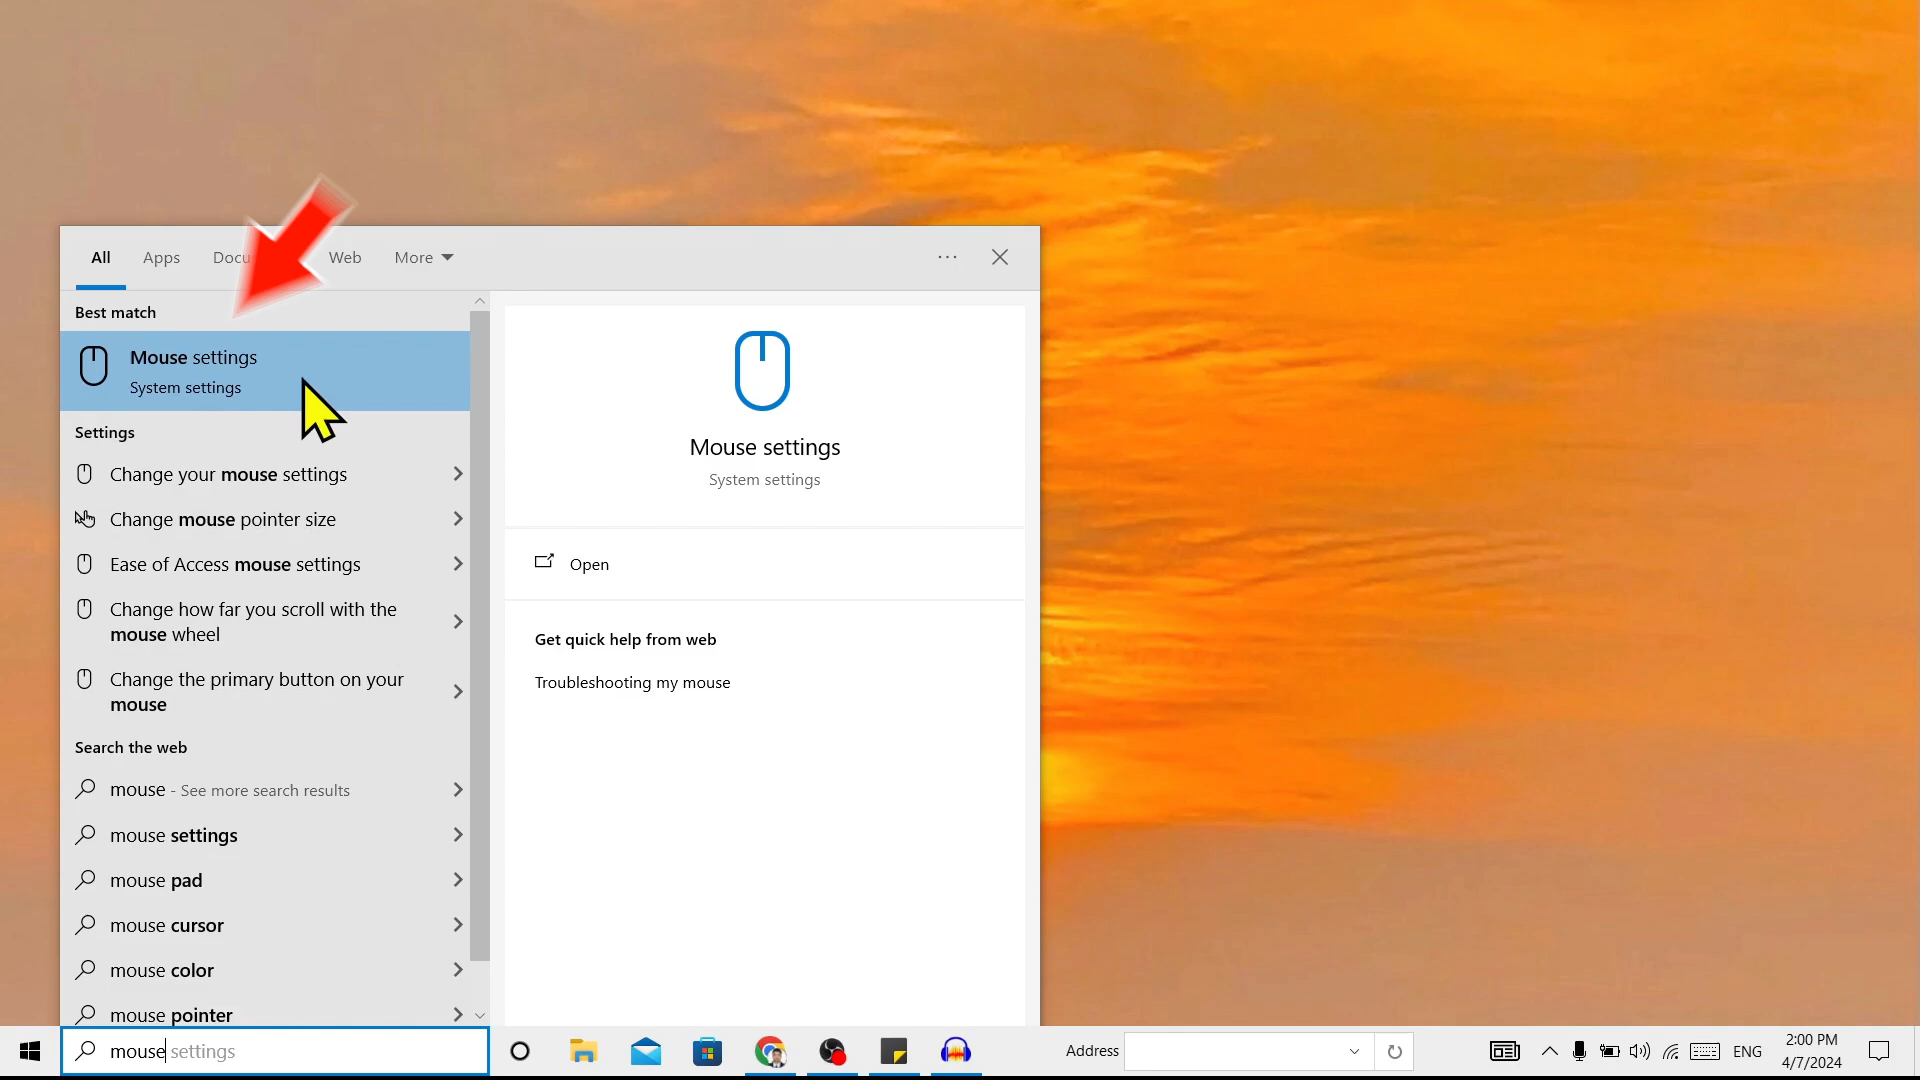 All Apps Docu Web More
Best match
Mouse settings
System settings
Settings
Change your mouse settings
Change mouse pointer size
Ease of Access mouse settings
Change how far you scroll with the
mouse wheel
Change the primary button on your
mouse
Search the web
mouse - See more search results
mouse settings
mouse pad
mouse cursor
mouse color
mouse pointer
Mouse settings
System settings
Open
Get quick help from web
Troubleshooting my mouse
mouse settings
Address
ENG
2:00 PM
4/7/2024